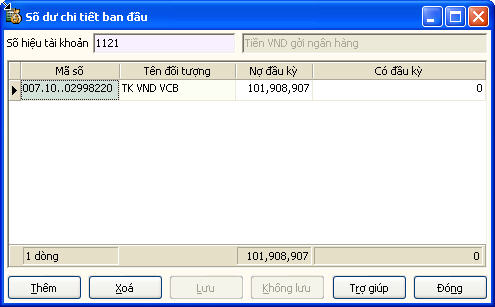 Số dư chi tiết ban đầu
Số hiệu tài khoản 1121 Tiền VND gởi ngân hàng
Mã số Tên đối tượng Nợ đầu kỳ Có đầu kỳ
007.10..02998220 TK VND VCB 101,908,907 0
1 dòng 101,908,907 0
Thêm Xoá Lưu Không lưu Trợ giúp Đóng